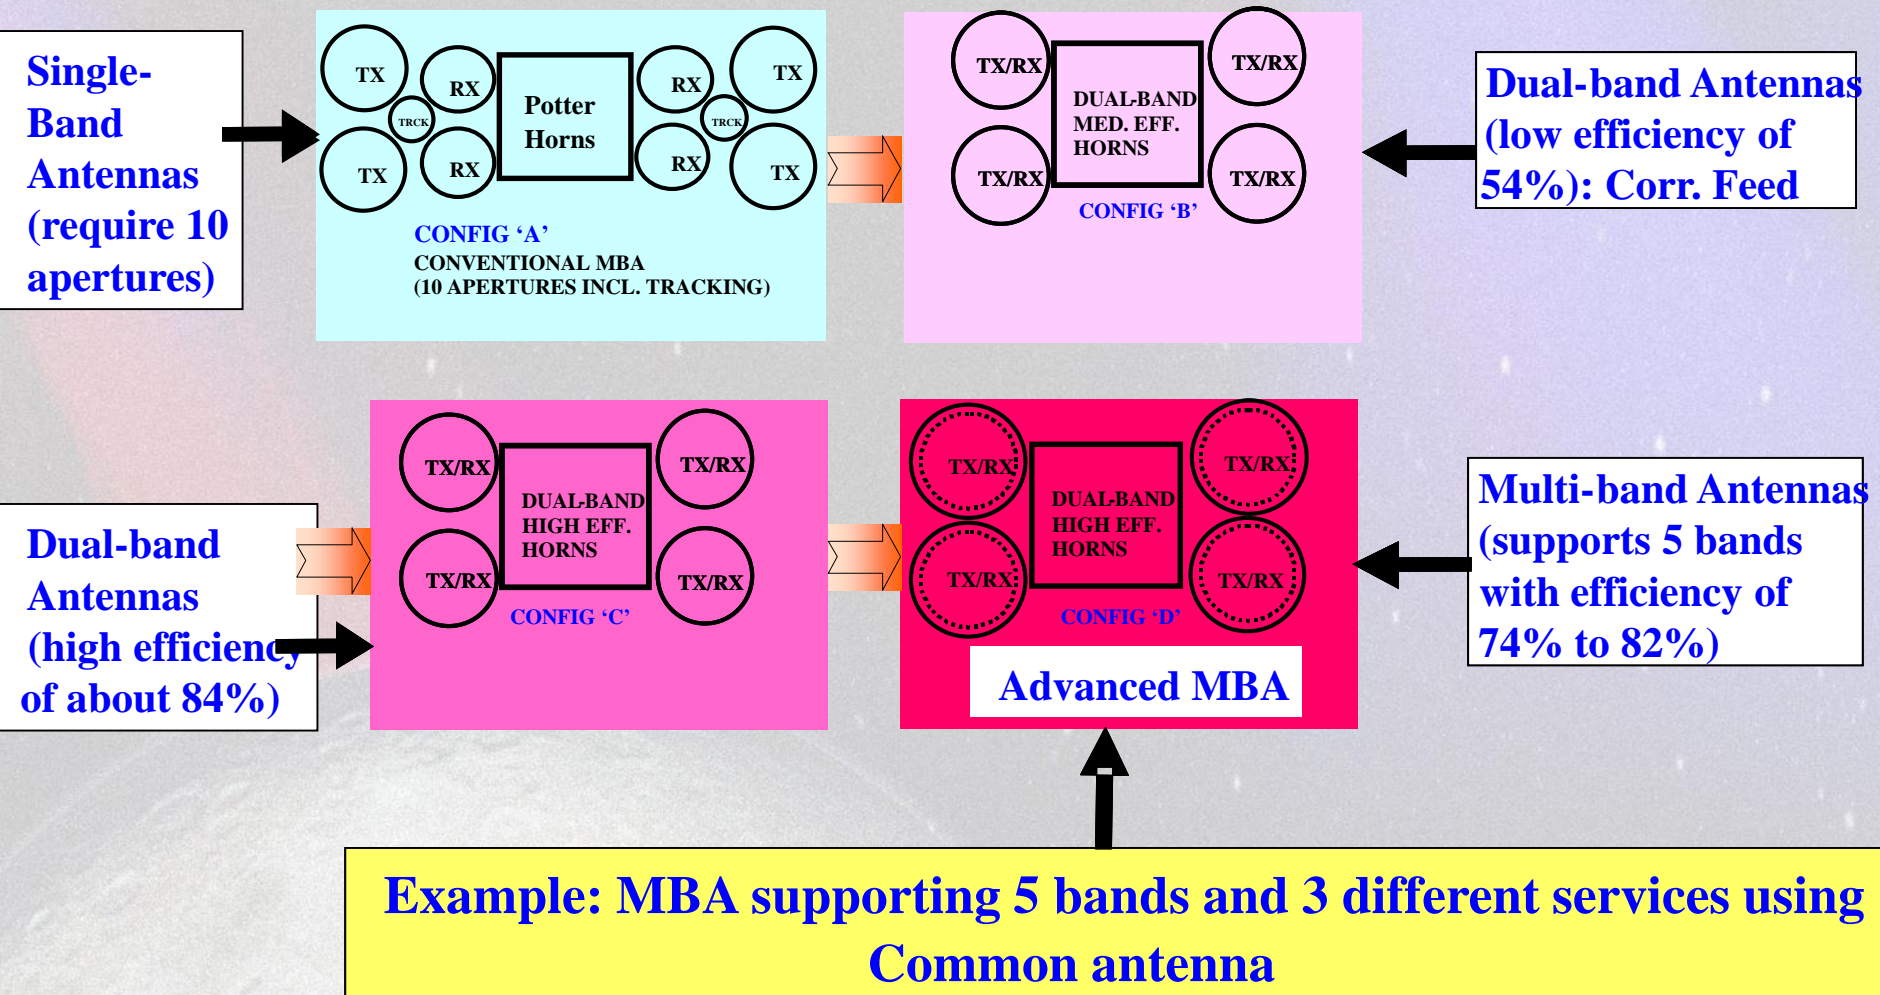 Single-
Band
Antennas
(require 10
apertures)
TX
RX
TRCK
TX
RX
Potter
Horns
RX
TX
TRCK
RX
TX
CONFIG ‘A’
CONVENTIONAL MBA
(10 APERTURES INCL. TRACKING)
TX/RX
TX/RX
DUAL-BAND
MED. EFF.
HORNS
TX/RX
TX/RX
CONFIG ‘B’
Dual-band Antennas
(low efficiency of
54%): Corr. Feed
Dual-band
Antennas
(high efficiency
of about 84%)
TX/RX
TX/RX
DUAL-BAND
HIGH EFF.
HORNS
TX/RX
TX/RX
CONFIG ‘C’
TX/RX
TX/RX
DUAL-BAND
HIGH EFF.
HORNS
TX/RX
TX/RX
CONFIG ‘D’
Advanced MBA
Multi-band Antennas
(supports 5 bands
with efficiency of
74% to 82%)
Example: MBA supporting 5 bands and 3 different services using
Common antenna